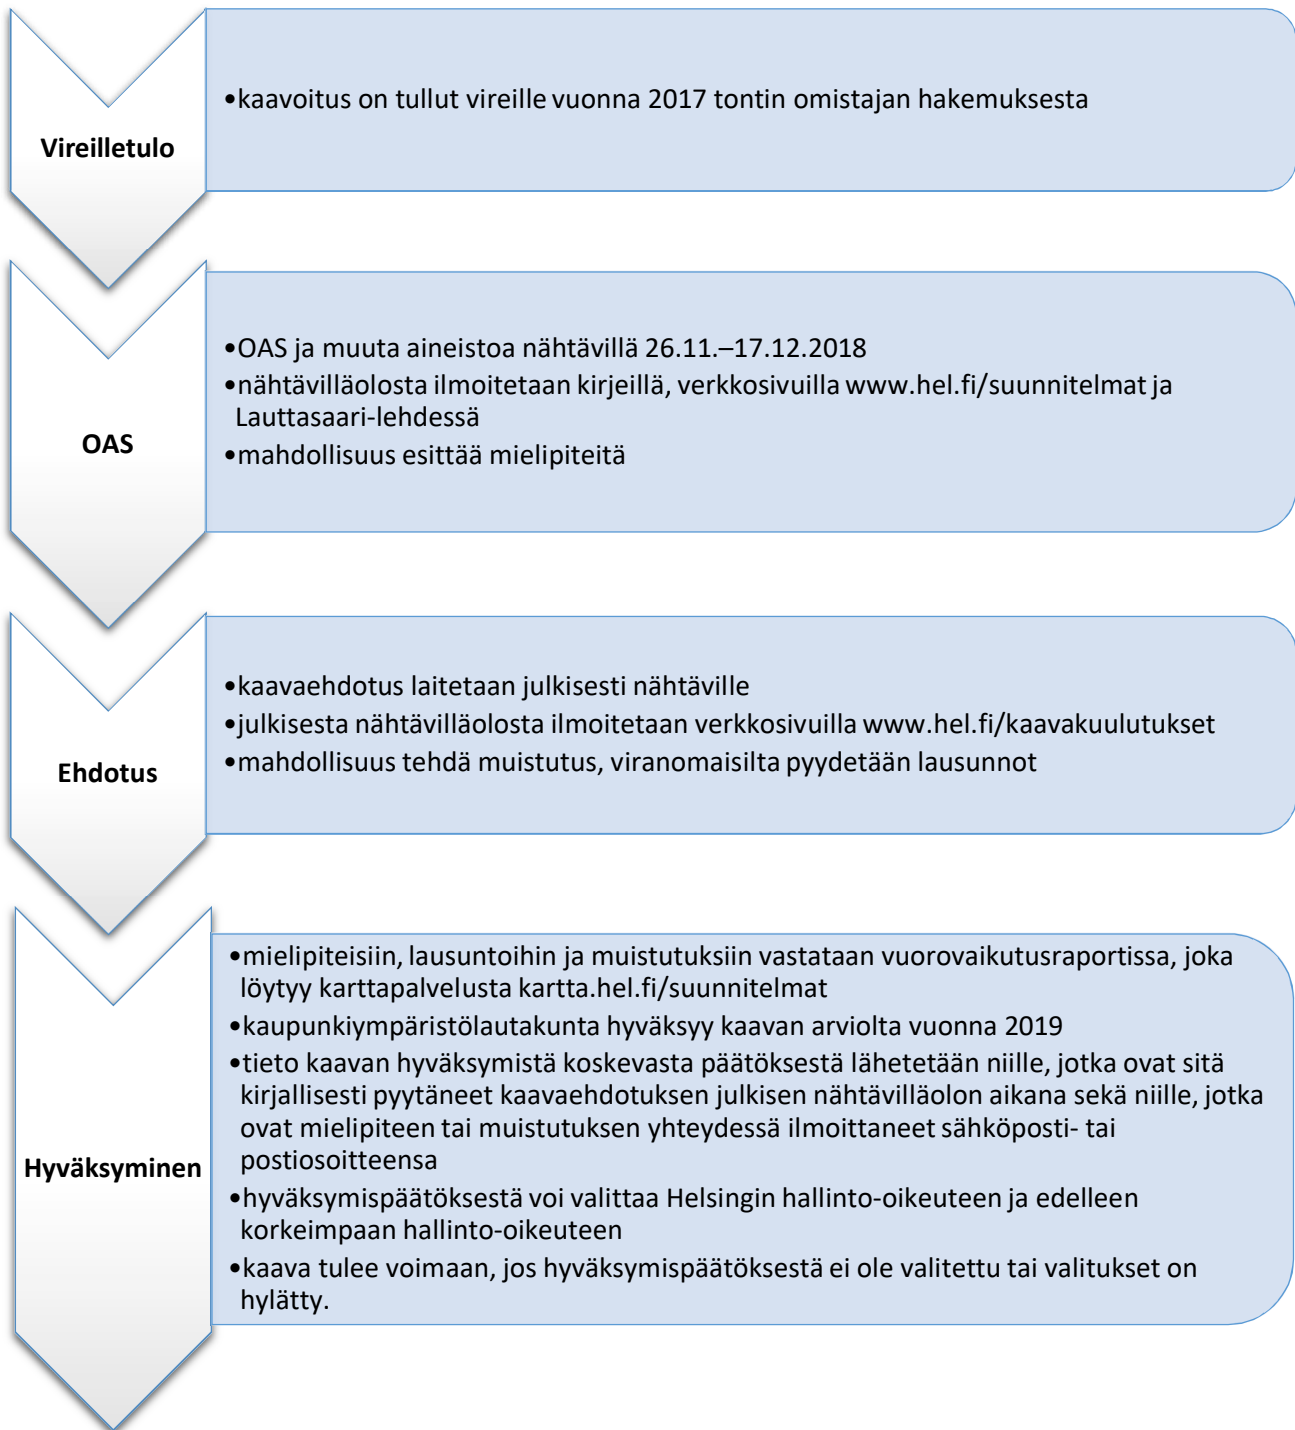 Vireilletulo
•kaavoitus on tullut vireille vuonna 2017 tontin omistajan hakemuksesta
OAS
•OAS ja muuta aineistoa nähtävillä 26.11.–17.12.2018
•nähtävilläolosta ilmoitetaan kirjeillä, verkkosivuilla www.hel.fi/suunnitelmat ja
Lauttasaari-lehdessä
•mahdollisuus esittää mielipiteitä
Ehdotus
•kaavaehdotus laitetaan julkisesti nähtäville
•julkisesta nähtävilläolosta ilmoitetaan verkkosivuilla www.hel.fi/kaavakuulutukset
•mahdollisuus tehdä muistutus, viranomaisilta pyydetään lausunnot
Hyväksyminen
•mielipiteisiin, lausuntoihin ja muistutuksiin vastataan vuorovaikutusraportissa, joka
löytyy karttapalvelusta kartta.hel.fi/suunnitelmat
•kaupunkiympäristölautakunta hyväksyy kaavan arviolta vuonna 2019
•tieto kaavan hyväksymistä koskevasta päätöksestä lähetetään niille, jotka ovat sitä
kirjallisesti pyytäneet kaavaehdotuksen julkisen nähtävilläolon aikana sekä niille, jotka
ovat mielipiteen tai muistutuksen yhteydessä ilmoittaneet sähköposti- tai
postiosoitteensa
•hyväksymispäätöksestä voi valittaa Helsingin hallinto-oikeuteen ja edelleen
korkeimpaan hallinto-oikeuteen
•kaava tulee voimaan, jos hyväksymispäätöksestä ei ole valitettu tai valitukset on
hylätty.